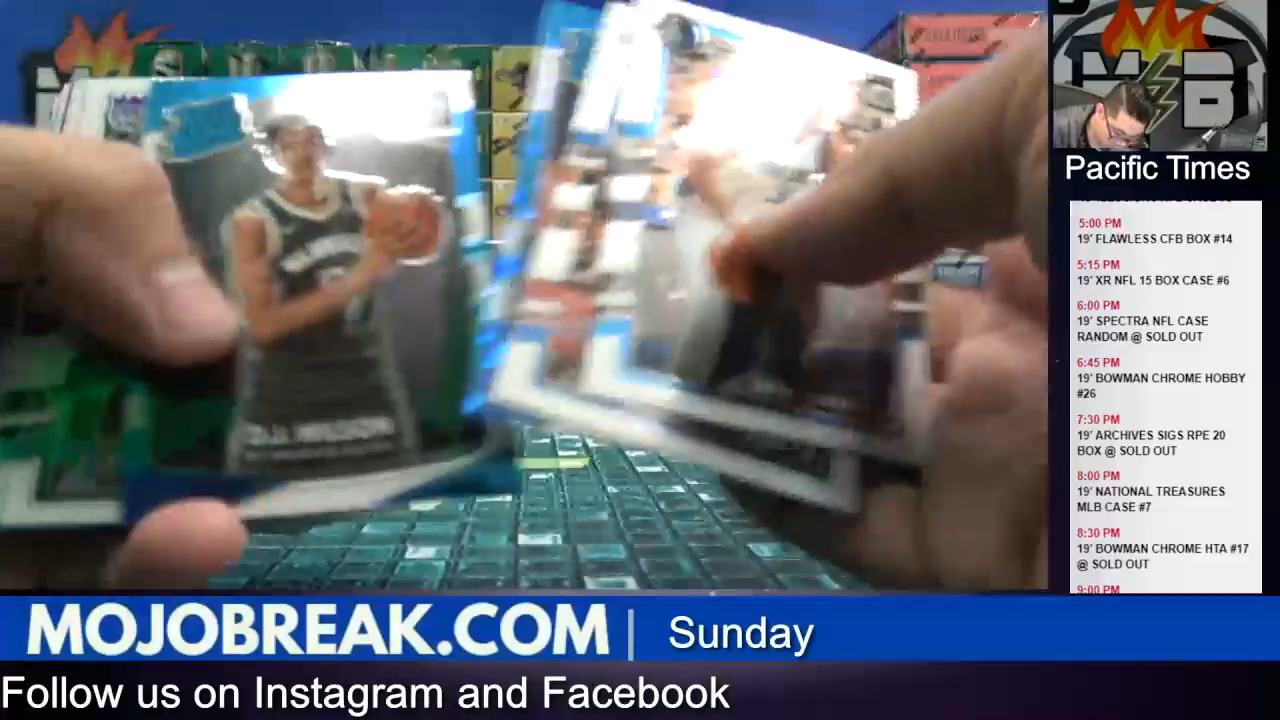 Pacific Times
5:00 PM
19' FLAWLESS CFB BOX #14
5:15 PM
19' XR NFL 15 BOX CASE #6
6:00 PM
19' SPECTRA NFL CASE
RANDOM @ SOLD OUT
6:45 PM
19' BOWMAN CHROME HOBBY
#26
7:30 PM
19' ARCHIVES SIGS RPE 20
BOX @ SOLD OUT
8:00 PM
19' NATIONAL TREASURES
MLB CASE #7
8:30 PM
19' BOWMAN CHROME HTA #17
@ SOLD OUT
9:00 PM
MOJOBREAK.COM | Sunday
Follow us on Instagram and Facebook